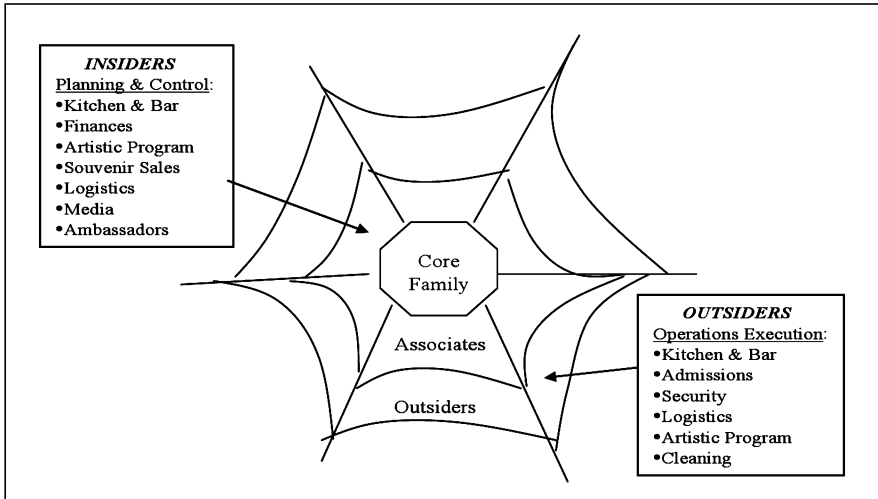 INSIDERS
Planning & Control:
•Kitchen & Bar
•Finances
•Artistic Program
•Souvenir Sales
•Logistics
•Media
•Ambassadors
Core
Family
Associates
Outsiders
OUTSIDERS
Operations Execution:
•Kitchen & Bar
•Admissions
•Security
•Logistics
•Artistic Program
•Cleaning